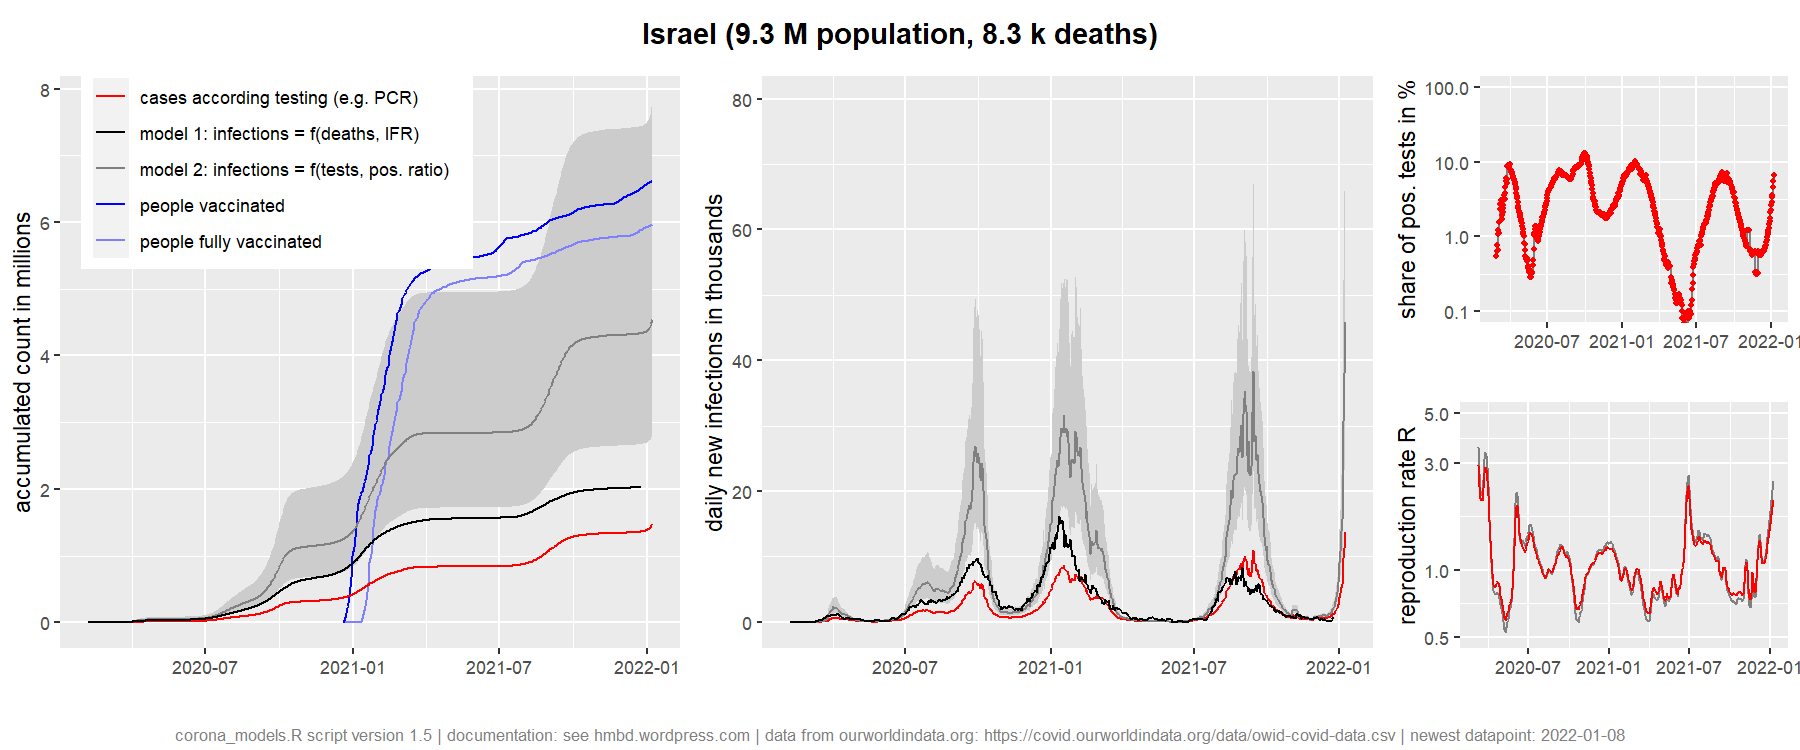 Israel (9.3 M population, 8.3 k deaths)
accumulated count in millions
8
6
4
2
0
cases according testing (e.g. PCR)
model 1: infections = f(deaths, IFR)
model 2: infections = f(tests, pos. ratio)
people vaccinated
people fully vaccinated
2020-07 2021-01 2021-07 2022-01
daily new infections in thousands
80
60
40
20
0
2020-07 2021-01 2021-07 2022-01
share of pos. tests in %
100.0
10.0
1.0
0.1
2020-07 2021-01 2021-07 2022-01
reproduction rate R
5.0
3.0
1.0
0.5
2020-07 2021-01 2021-07 2022-01
corona_models.R script version 1.5 | documentation: see hmbd.wordpress.com | data from ourworldindata.org: https://covid.ourworldindata.org/data/owid-covid-data.csv | newest datapoint: 2022-01-08